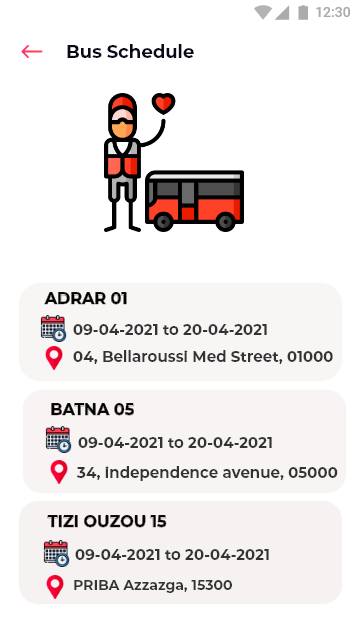 12:30
Bus Schedule
ADRAR 01
09-04-2021 to 20-04-2021
04, Bellaroussi Med Street, 01000
BATNA 05
09-04-2021 to 20-04-2021
34, independence avenue, 05000
TIZI OUZOU 15
09-04-2021 to 20-04-2021
PRIBA Azzazga, 15300